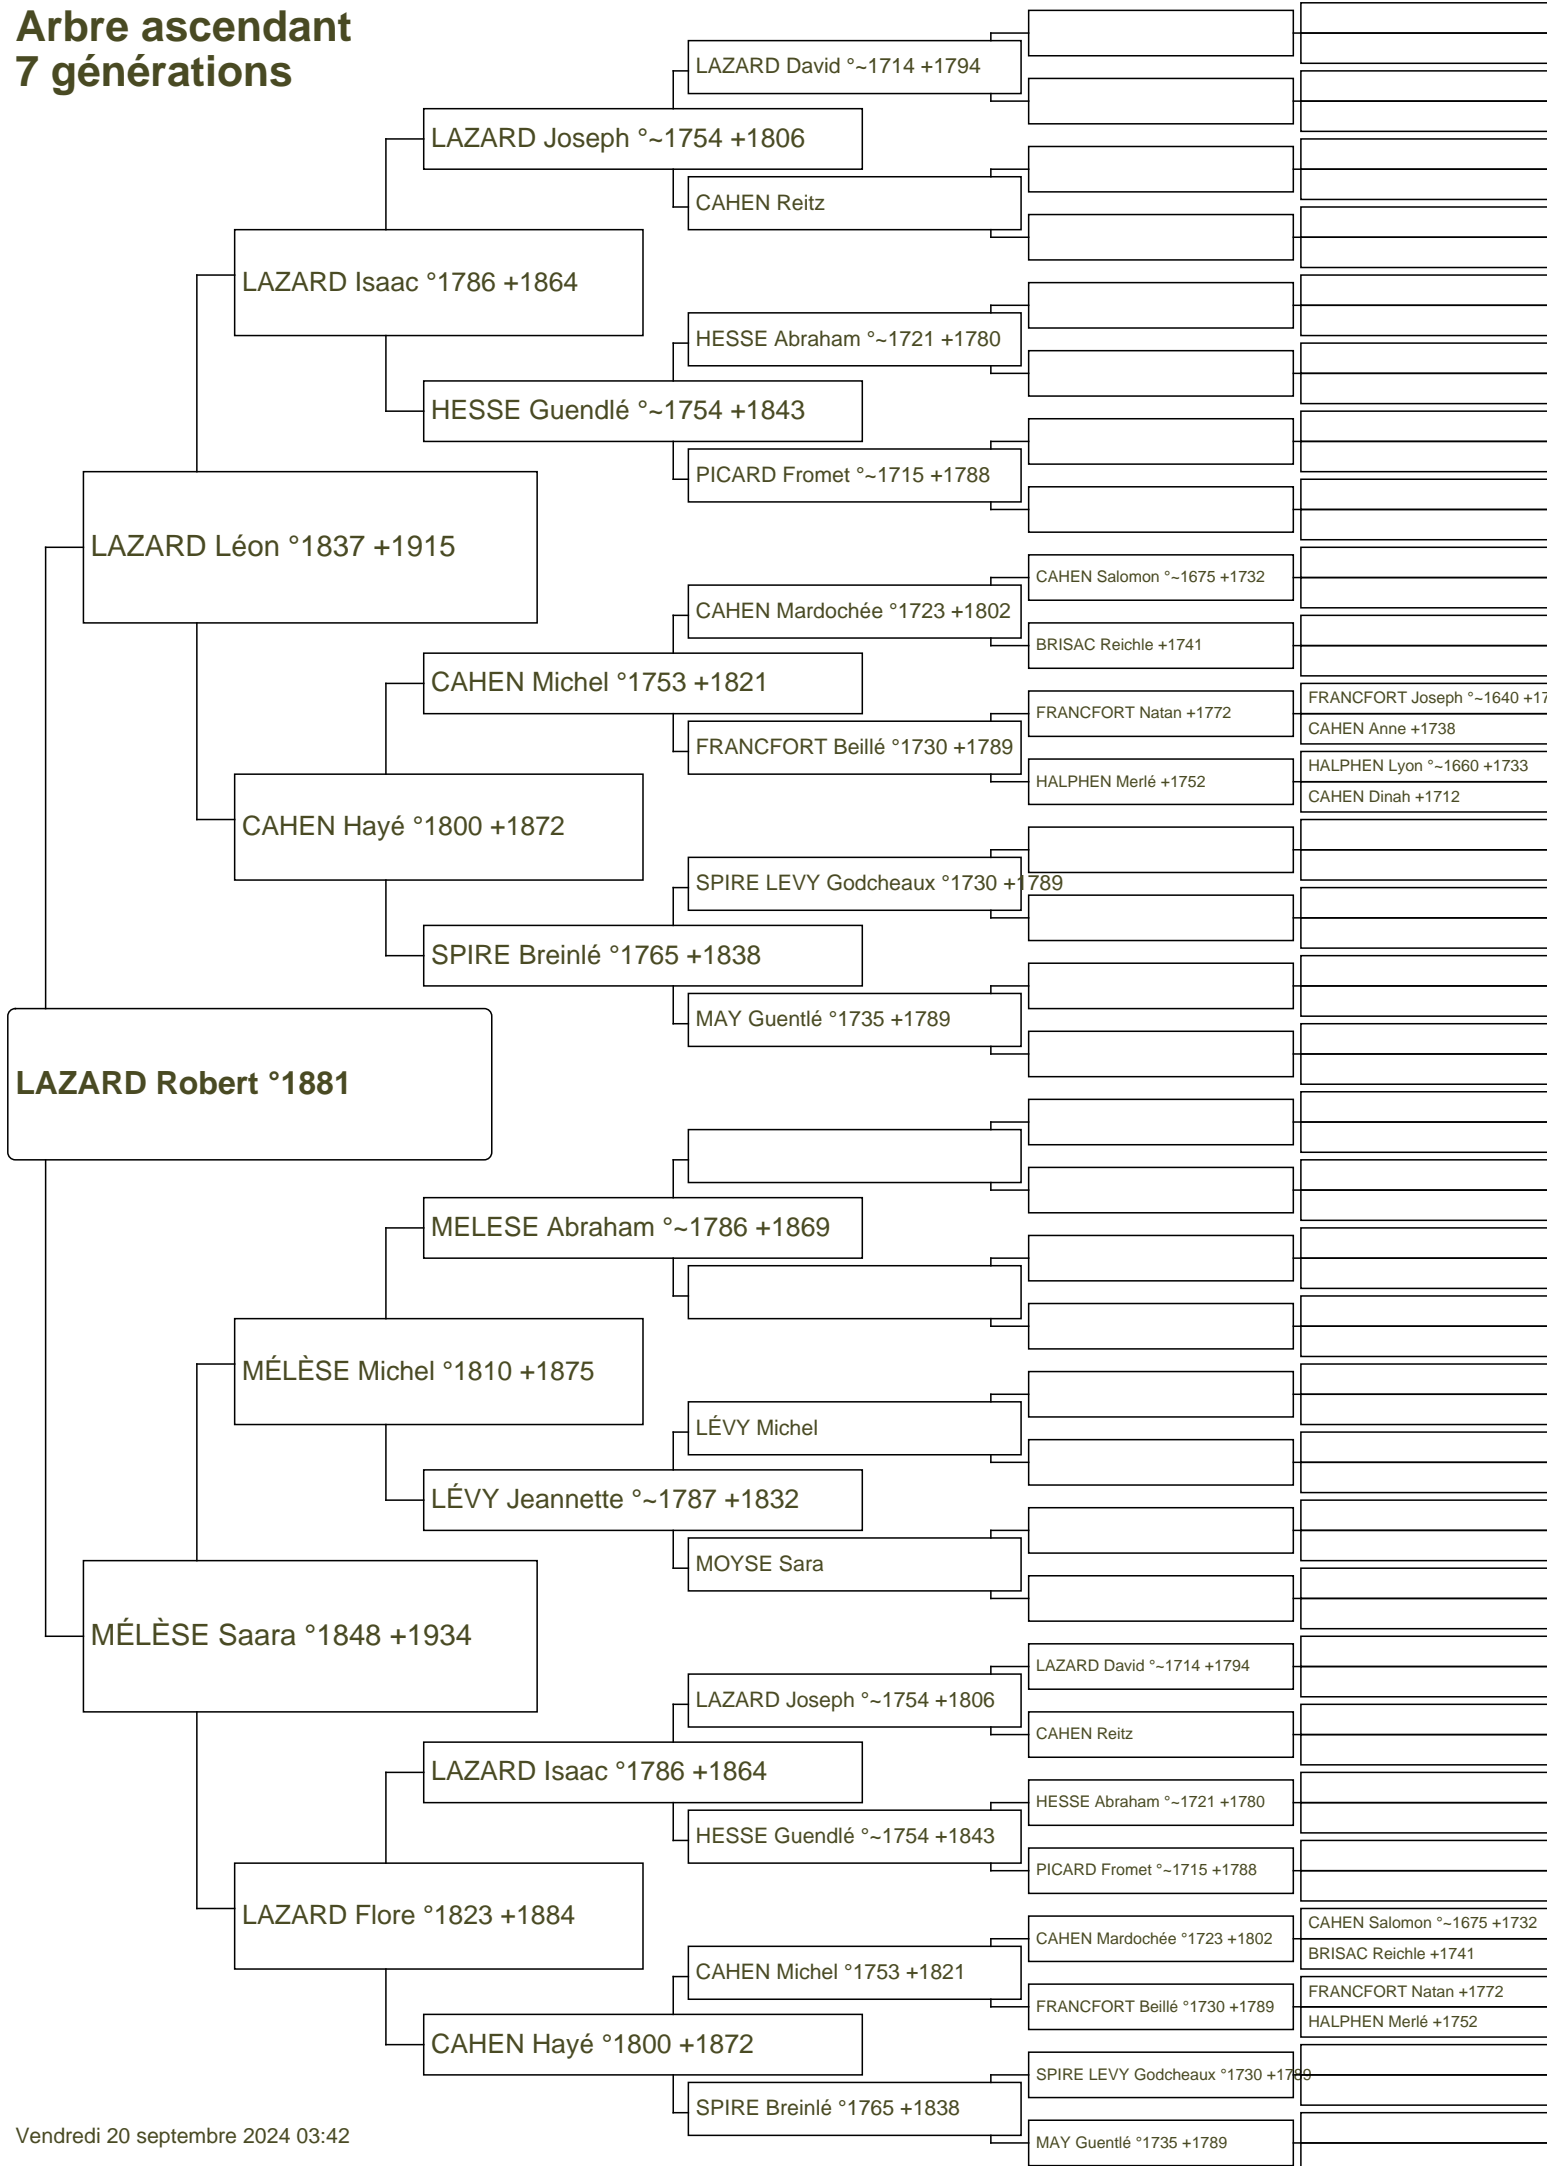 Arbre ascendant
7 générations
LAZARD David °~1714 +1794
LAZARD Joseph °~1754 +1806
CAHEN Reitz
LAZARD Isaac °1786 +1864
HESSE Abraham °~1721 +1780
HESSE Guendlé °~1754 +1843
PICARD Fromet °~1715 +1788
LAZARD Léon °1837 +1915
CAHEN Salomon °~1675 +1732
CAHEN Mardochée °1723 +1802
BRISAC Reichle +1741
CAHEN Michel °1753 +1821
FRANCFORT Joseph °~1640 +17
FRANCFORT Natan +1772
CAHEN Anne +1738
FRANCFORT Beillé °1730 +1789
HALPHEN Lyon °~1660 +1733
HALPHEN Merlé +1752
CAHEN Dinah +1712
CAHEN Hayé °1800 +1872
SPIRE LEVY Godcheaux °1730 +1789
SPIRE Breinlé °1765 +1838
MAY Guentlé °1735 +1789
LAZARD Robert °1881
MELESE Abraham °~1786 +1869
MÉLÈSE Michel °1810 +1875
LÉVY Michel
LÉVY Jeannette °~1787 +1832
MOYSE Sara
MÉLÈSE Saara °1848 +1934
LAZARD David °~1714 +1794
LAZARD Joseph °~1754 +1806
CAHEN Reitz
LAZARD Isaac °1786 +1864
HESSE Abraham °~1721 +1780
HESSE Guendlé °~1754 +1843
PICARD Fromet °~1715 +1788
LAZARD Flore °1823 +1884
CAHEN Salomon °~1675 +1732
CAHEN Mardochée °1723 +1802
BRISAC Reichle +1741
CAHEN Michel °1753 +1821
FRANCFORT Natan +1772
FRANCFORT Beillé °1730 +1789
HALPHEN Merlé +1752
CAHEN Hayé °1800 +1872
SPIRE LEVY Godcheaux °1730 +1789
SPIRE Breinlé °1765 +1838
MAY Guentlé °1735 +1789
Vendredi 20 septembre 2024 03:42